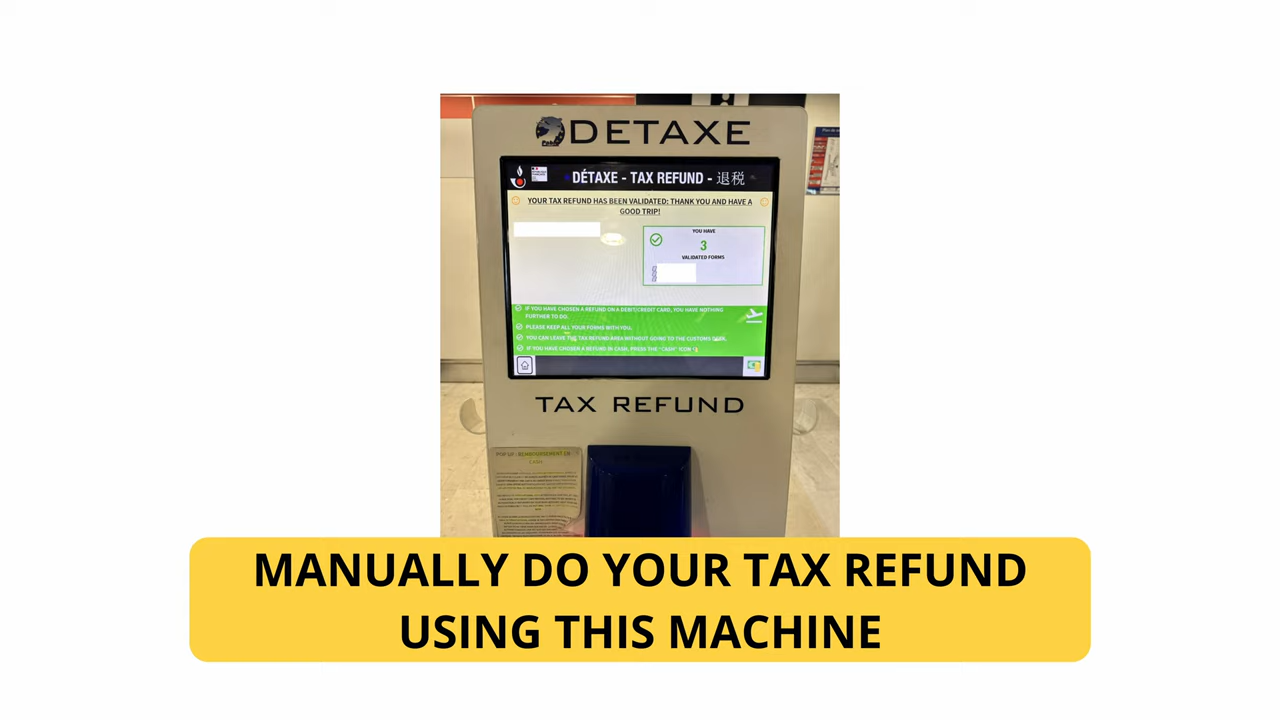 DETAXE
Pablo
DÉTAXE - TAX REFUND - 退税
YOUR TAX REFUND HAS BEEN VALIDATED: THANK YOU AND HAVE A
GOOD TRIP!
YOU HAVE
3
VALIDATED FORMS
IF YOU HAVE CHOSEN A REFUND ON A DEBIT/CREDIT CARD, YOU HAVE NOTHING
FURTHER TO DO.
PLEASE KEEP ALL YOUR FORMS WITH YOU.
YOU CAN LEAVE THE TAX REFUND AREA WITHOUT GOING TO THE CUSTOMS DESK.
IF YOU HAVE CHOSEN A REFUND IN CASH, PRESS THE "CASH" ICON
TAX REFUND
REMBOURSEMENT EN
CASH
MANUALLY DO YOUR TAX REFUND
USING THIS MACHINE